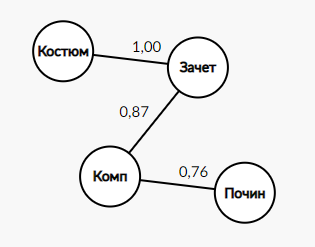 Костюм
1,00
Зачет
0,87
Комп
0,76
Почин